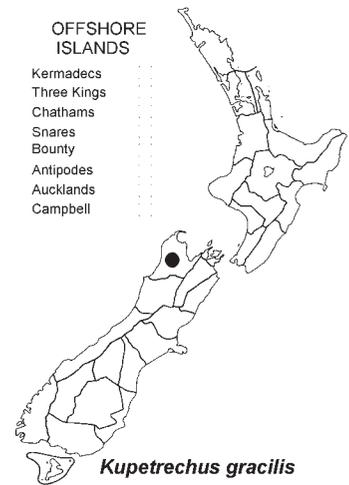 OFFSHORE
ISLANDS
Kermadecs
Three Kings
Chathams
Snares
Bounty
Antipodes
Aucklands
Campbell
Kupetrechus gracilis